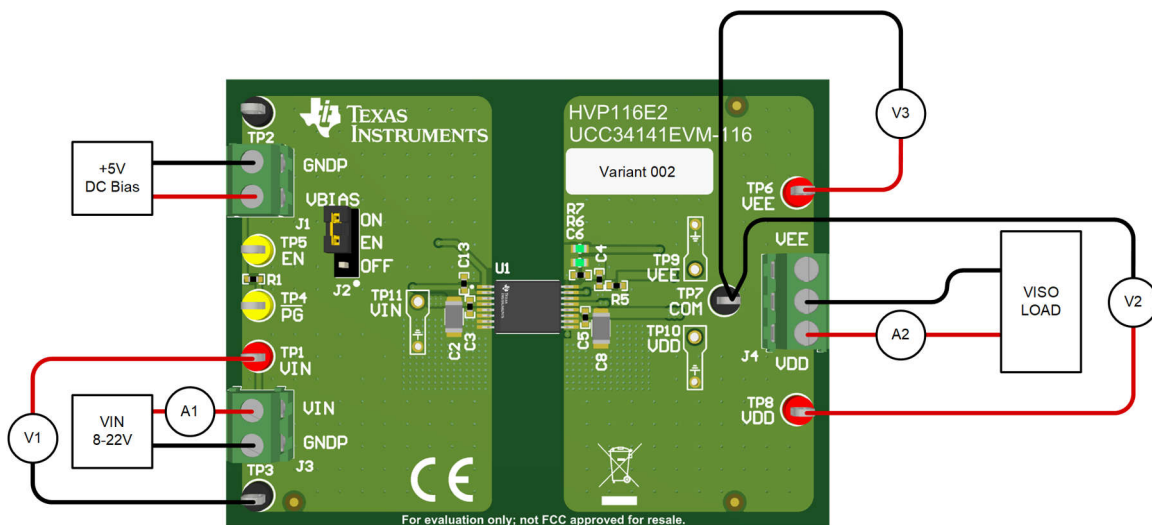 TEXAS
INSTRUMENTS
HVP116E2
UCC34141EVM-116
Variant 002
TP2
+5V
DC Bias
GNDP
VBIAS
J1
ON
EN
OFF
J2
TP5
EN
R1
TP4
PG
TP1
VIN
V1
VIN
8-22V
A1
VIN
GNDP
J3
TP3
TP11
VIN
C13
C2
C3
U1
TEXAS
INSTRUMENTS
R7
R6
C6
C4
R5
C5
C8
TP9
VEE
TP7
COM
TP10
VDD
TP6
VEE
V3
VEE
J4
VDD
A2
VISO
LOAD
V2
TP8
VDD
CE
For evaluation only; not FCC approved for resale.